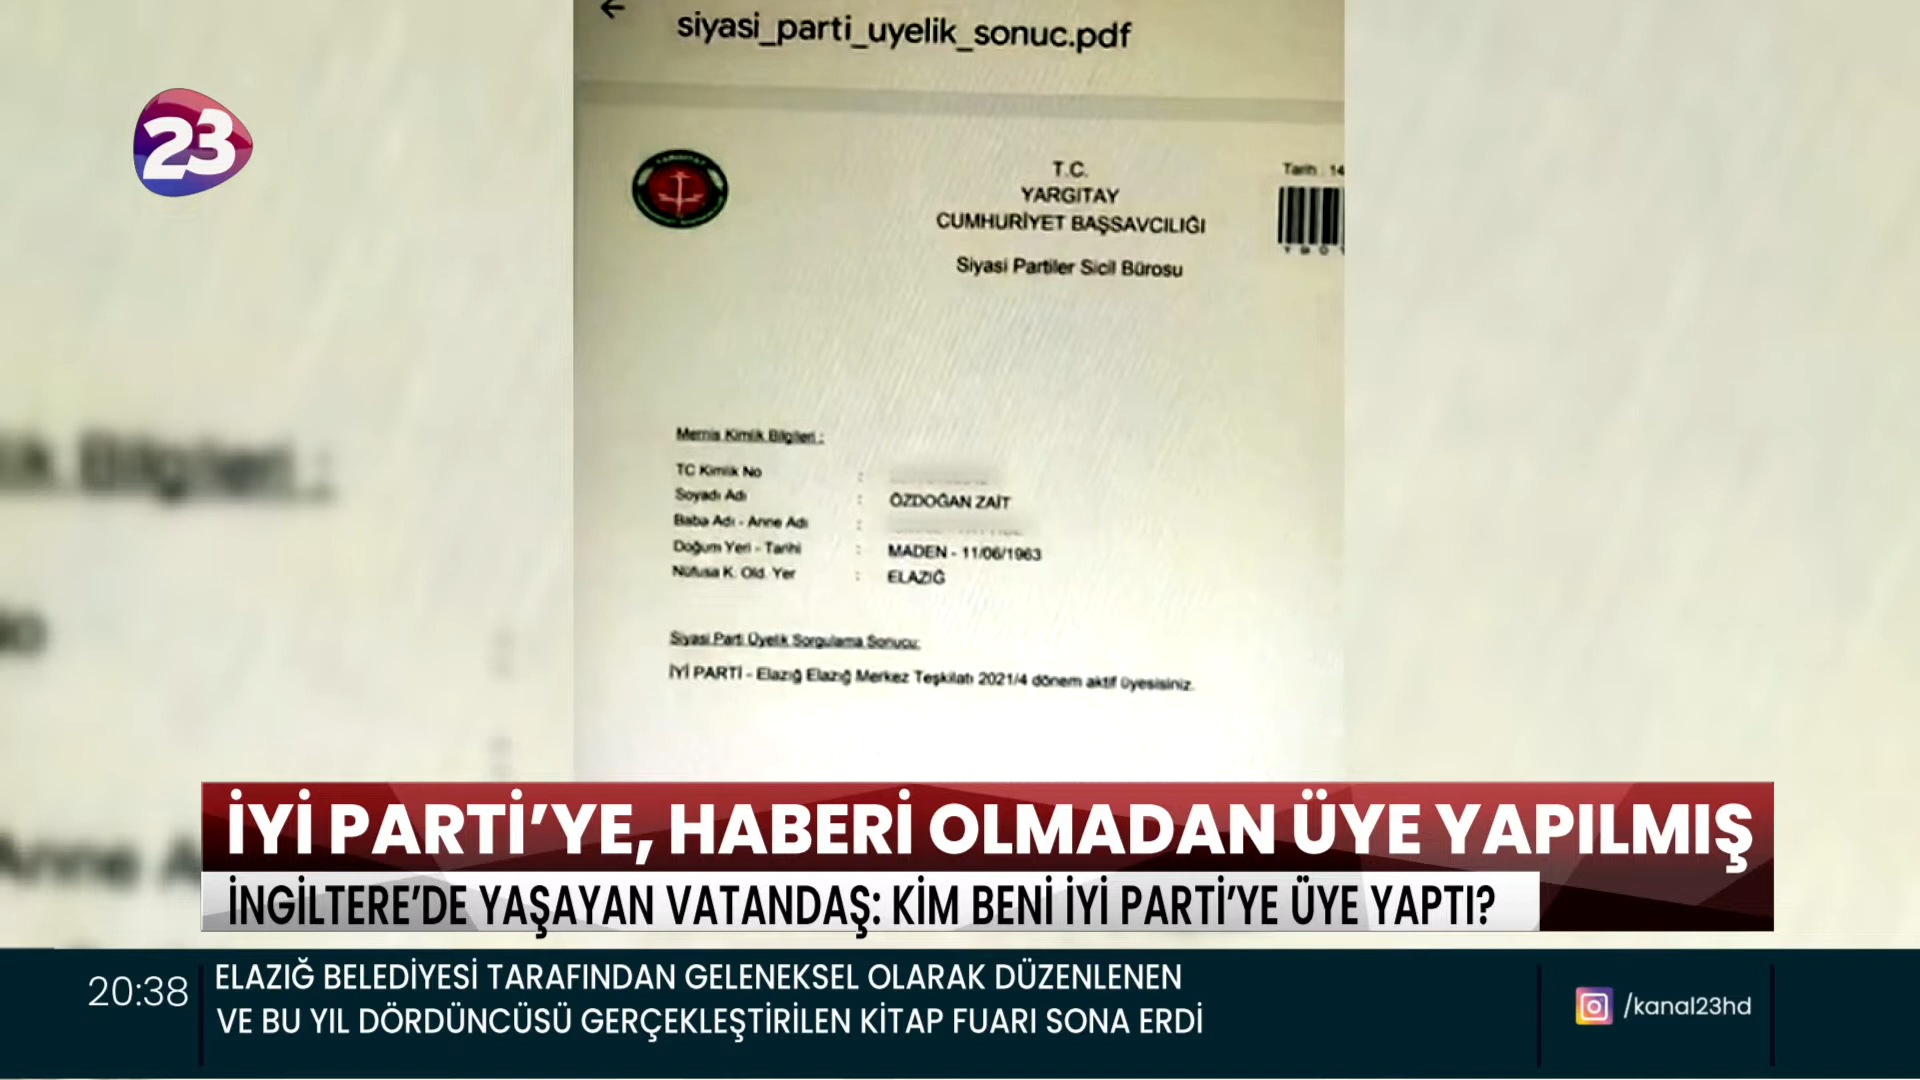 siyasi_parti_uyelik_sonuc.pdf
23
T.C.
Tarih : 14
YARGITAY
CUMHURİYET BAŞSAVCILIĞI
Siyasi Partiler Sicil Bürosu
Mernis Kimlik Bilgileri :
TC Kimlik No :
Soyadı Adı : ÖZDOĞAN ZAİT
Baba Adı - Anne Adı :
Doğum Yeri - Tarihi : MADEN - 11/06/1963
Nüfusa K. Old. Yer : ELAZIĞ
Siyasi Parti Üyelik Sorgulama Sonucu:
İYİ PARTİ - Elazığ Elazığ Merkez Teşkilatı 2021/4 dönem aktif üyesisiniz.
İYİ PARTİ’YE, HABERİ OLMADAN ÜYE YAPILMIŞ
İNGİLTERE’DE YAŞAYAN VATANDAŞ: KİM BENİ İYİ PARTİ’YE ÜYE YAPTI?
20:38
ELAZIĞ BELEDİYESİ TARAFINDAN GELENEKSEL OLARAK DÜZENLENEN
VE BU YIL DÖRDÜNCÜSÜ GERÇEKLEŞTİRİLEN KİTAP FUARI SONA ERDİ
/kanal23hd